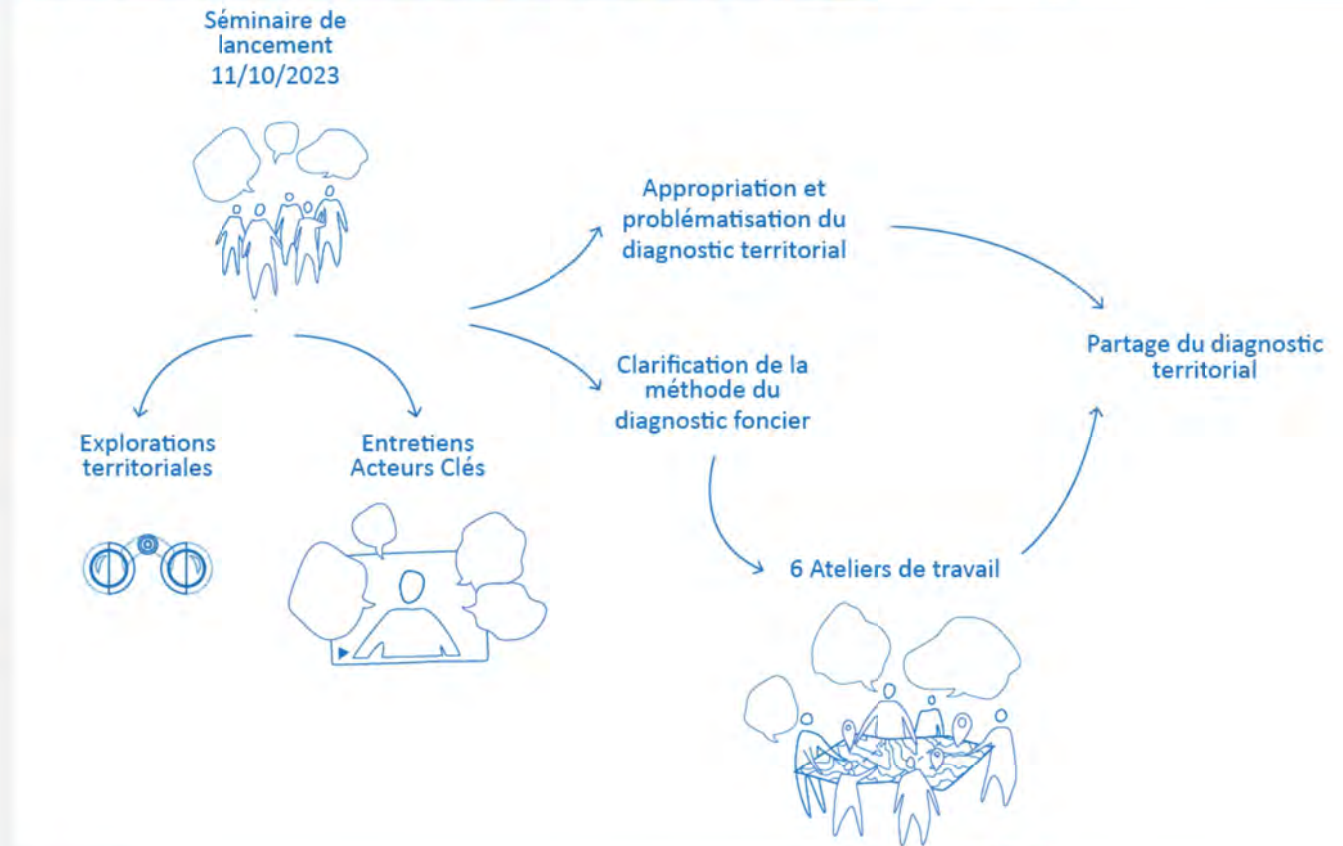 Séminaire de
lancement
11/10/2023
Explorations
territoriales
Entretiens
Acteurs Clés
Appropriation et
problématisation du
diagnostic territorial
Clarification de la
méthode du
diagnostic foncier
6 Ateliers de travail
Partage du diagnostic
territorial